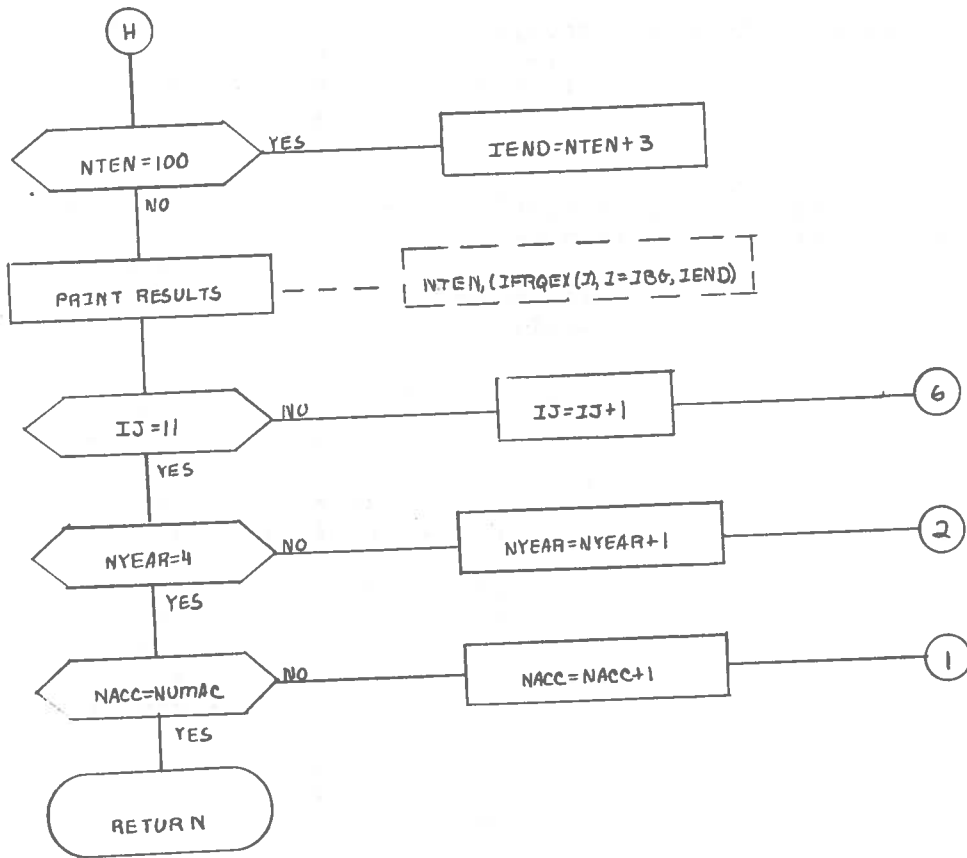 H
NTEN=100
YES
IEND=NTEN+3
NO
PRINT RESULTS
NTEN, (IFRQEX(I), I=IBG, IEND)
IJ=11
NO
IJ=IJ+1
6
YES
NYEAR=4
NO
NYEAR=NYEAR+1
2
YES
NACC=NUMAC
NO
NACC=NACC+1
1
YES
RETURN